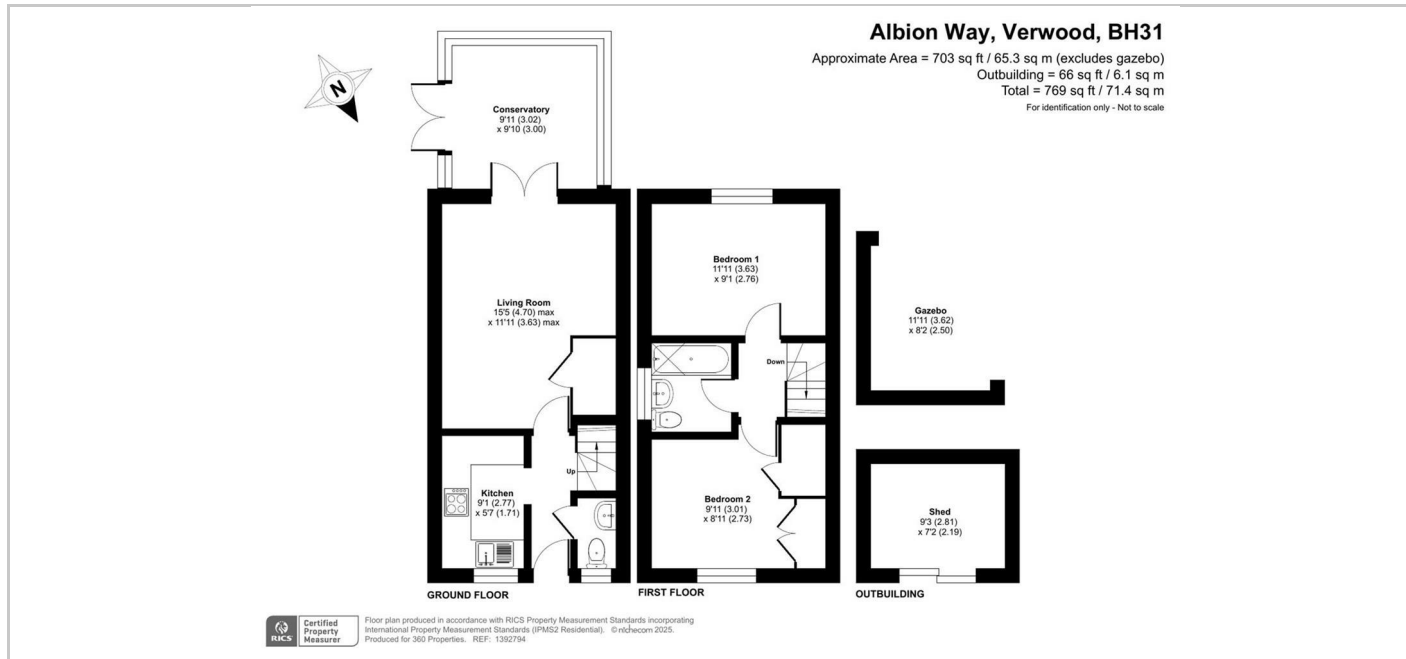 Albion Way, Verwood, BH31
Approximate Area = 703 sq ft / 65.3 sq m (excludes gazebo)
Outbuilding = 66 sq ft / 6.1 sq m
Total = 769 sq ft / 71.4 sq m
For identification only - Not to scale
N
Conservatory
9'11 (3.02)
x 9'10 (3.00)
Living Room
15'5 (4.70) max
x 11'11 (3.63) max
Up
Kitchen
9'1 (2.77)
x 5'7 (1.71)
GROUND FLOOR
Bedroom 1
11'11 (3.63)
x 9'1 (2.76)
Down
Bedroom 2
9'11 (3.01)
x 8'11 (2.73)
FIRST FLOOR
Gazebo
11'11 (3.62)
x 8'2 (2.50)
Shed
9'3 (2.81)
x 7'2 (2.19)
OUTBUILDING
RICS
Certified
Property
Measurer
Floor plan produced in accordance with RICS Property Measurement Standards incorporating
International Property Measurement Standards (IPMS2 Residential). © nichecom 2025.
Produced for 360 Properties. REF: 1392794